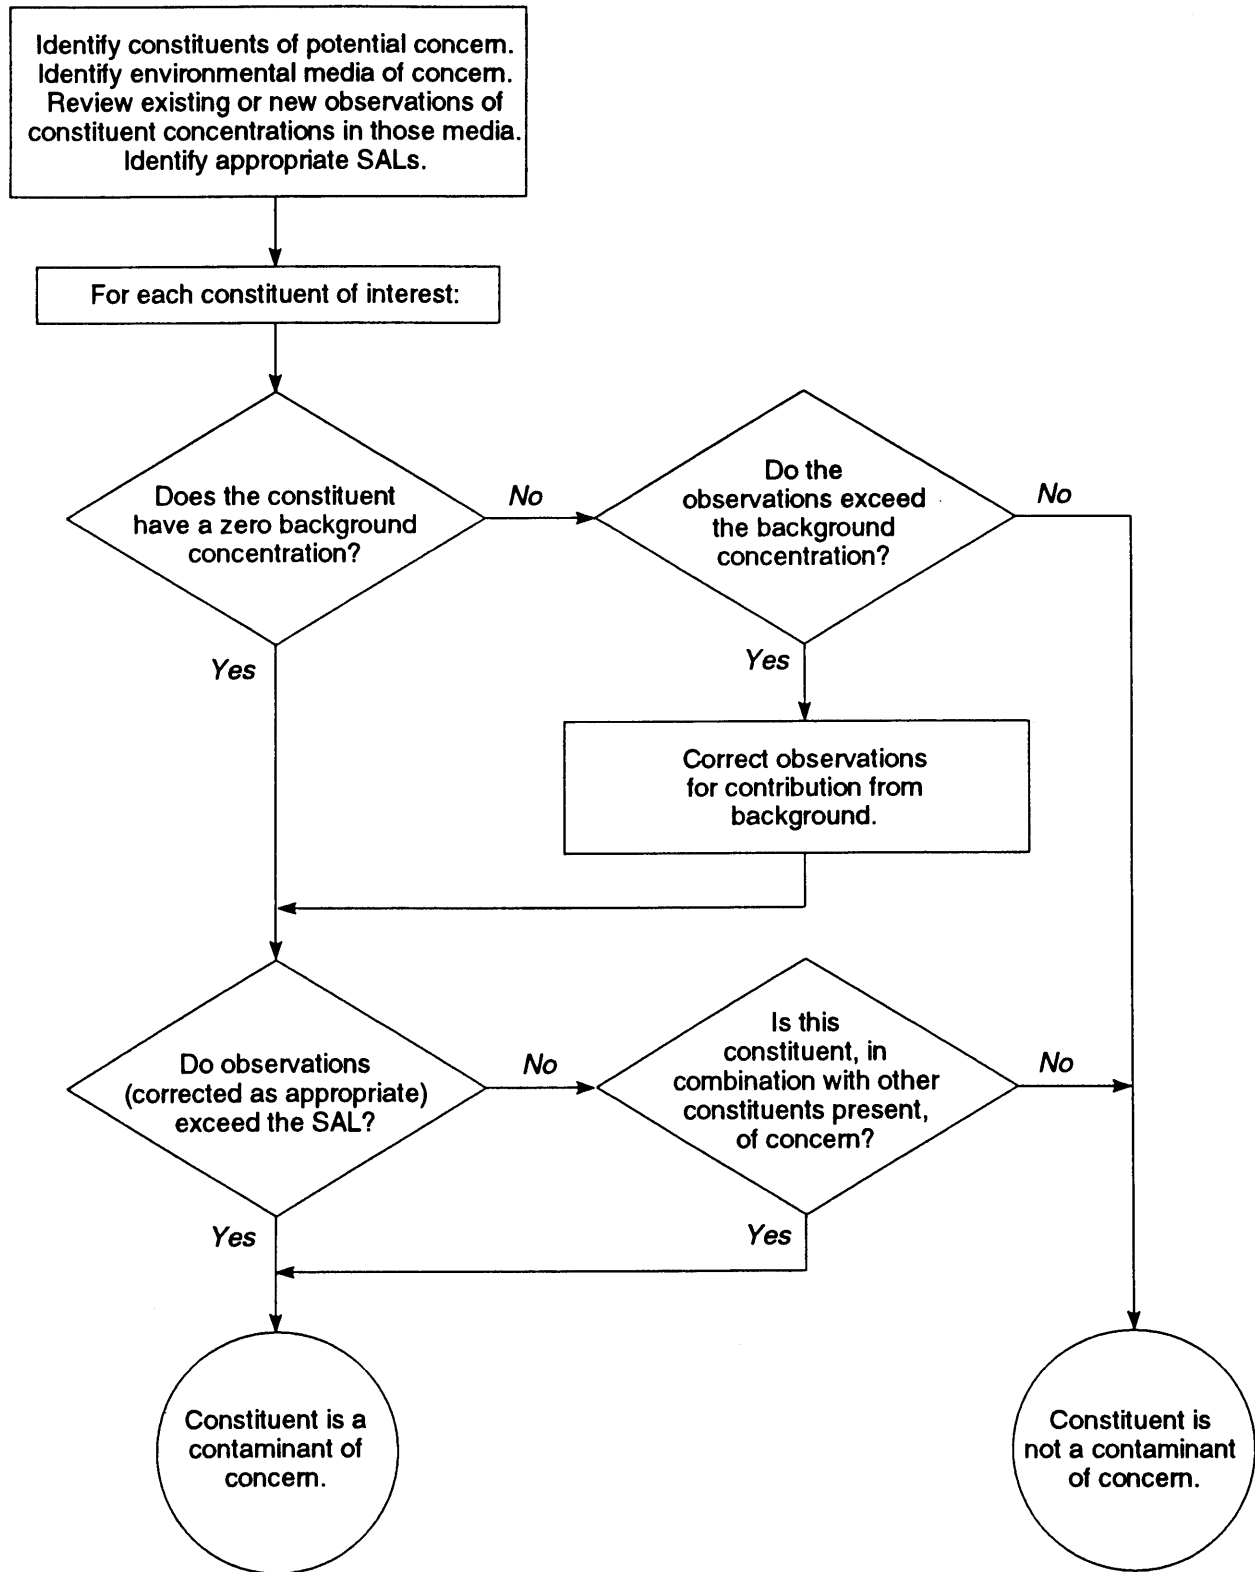 Identify constituents of potential concern.
Identify environmental media of concern.
Review existing or new observations of
constituent concentrations in those media.
Identify appropriate SALs.
For each constituent of interest:
Does the constituent
have a zero background
concentration?
No
Do the
observations exceed
the background
concentration?
No
Yes
Yes
Correct observations
for contribution from
background.
Do observations
(corrected as appropriate)
exceed the SAL?
No
Is this
constituent, in
combination with other
constituents present,
of concern?
No
Yes
Yes
Constituent is a
contaminant of
concern.
Constituent is
not a contaminant
of concern.